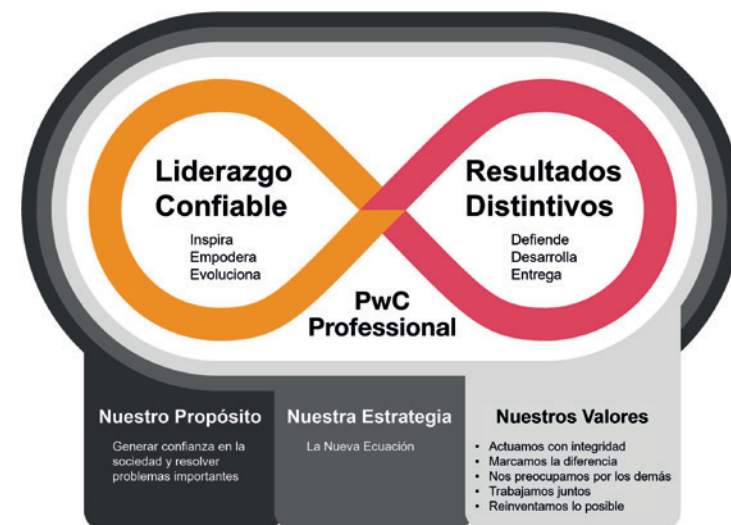 Liderazgo
Confiable
Inspira
Empodera
Evoluciona
Resultados
Distintivos
Defiende
Desarrolla
Entrega
PwC
Professional
Nuestro Propósito
Generar confianza en la
sociedad y resolver
problemas importantes
Nuestra Estrategia
La Nueva Ecuación
Nuestros Valores
• Actuamos con integridad
• Marcamos la diferencia
• Nos preocupamos por los demás
• Trabajamos juntos
• Reinventamos lo posible